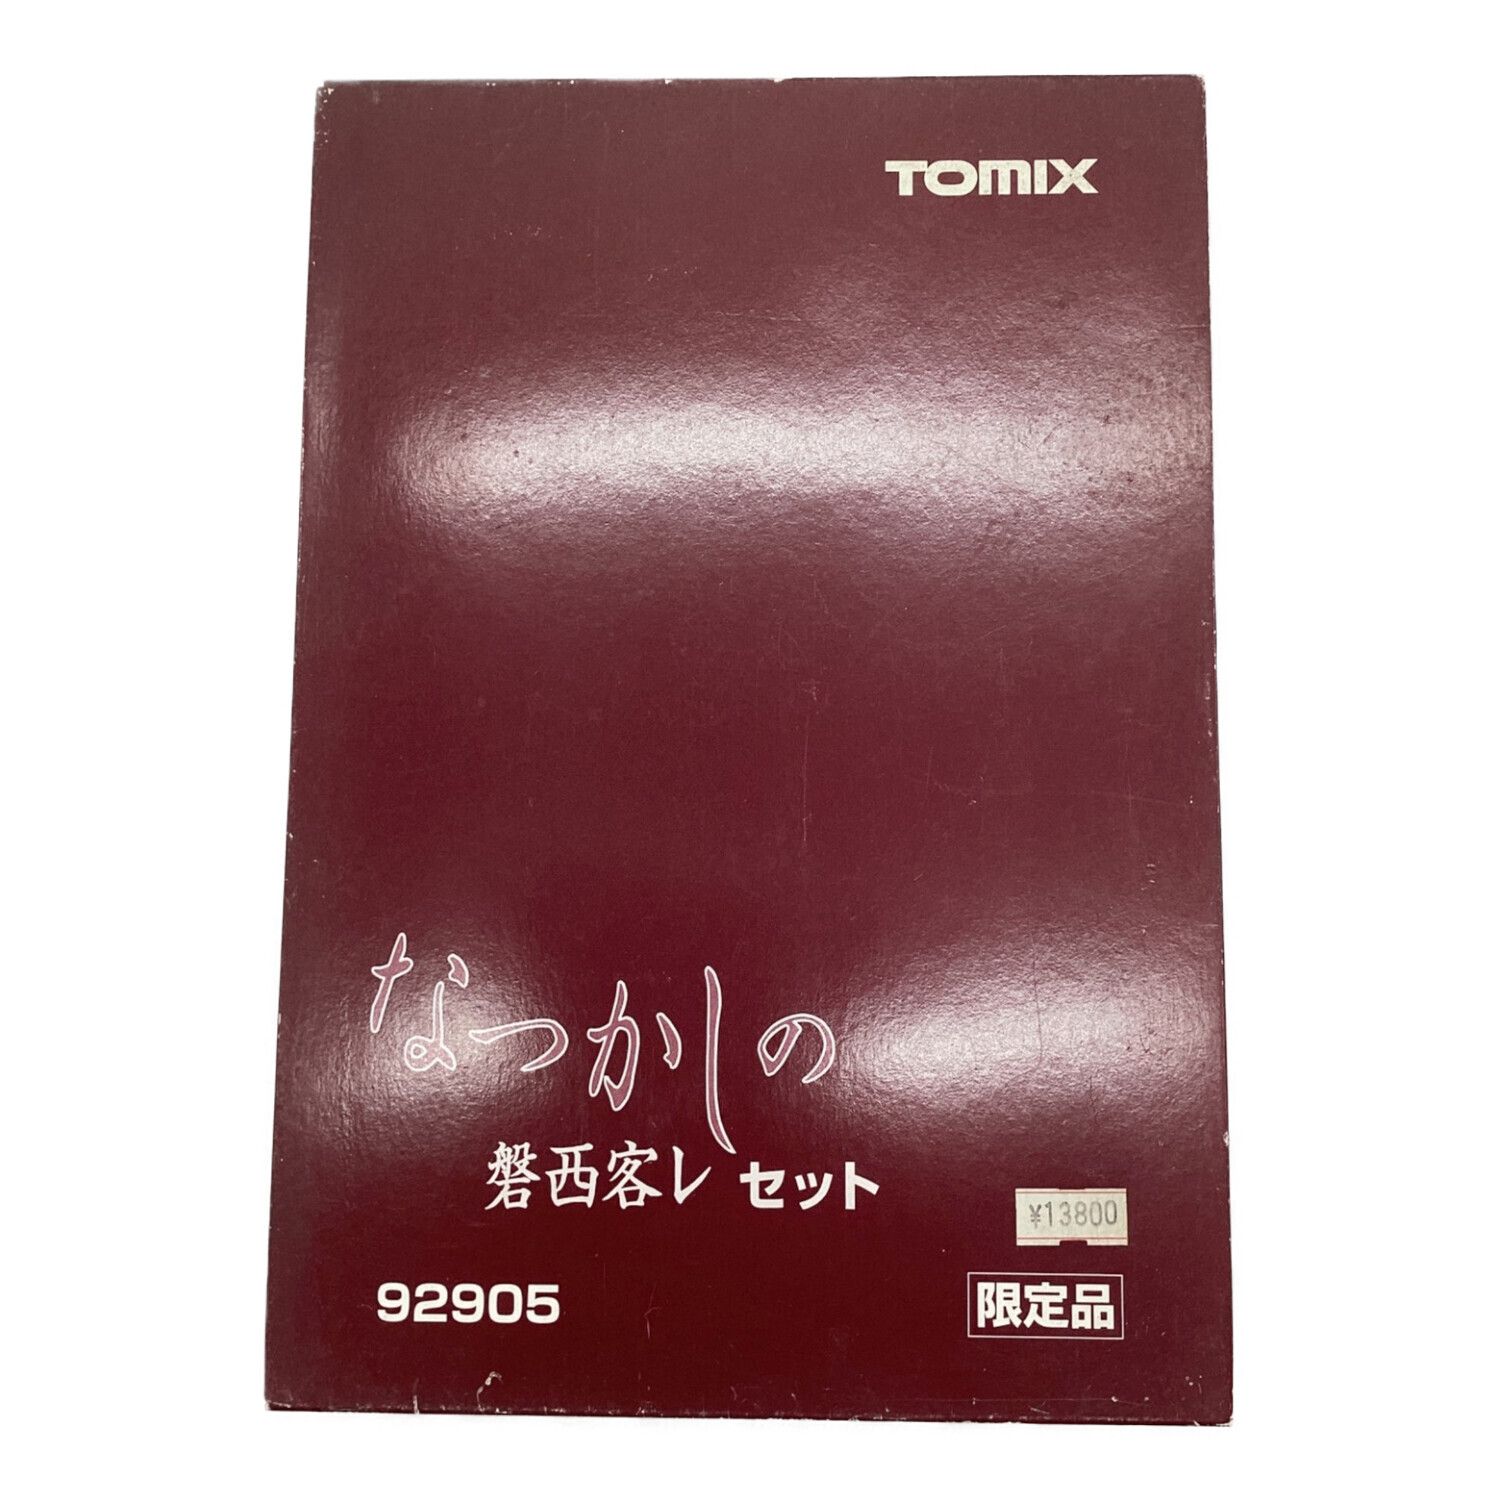 TOMIX
なつかしの
磐西客レ セット
¥13800
92905
限定品